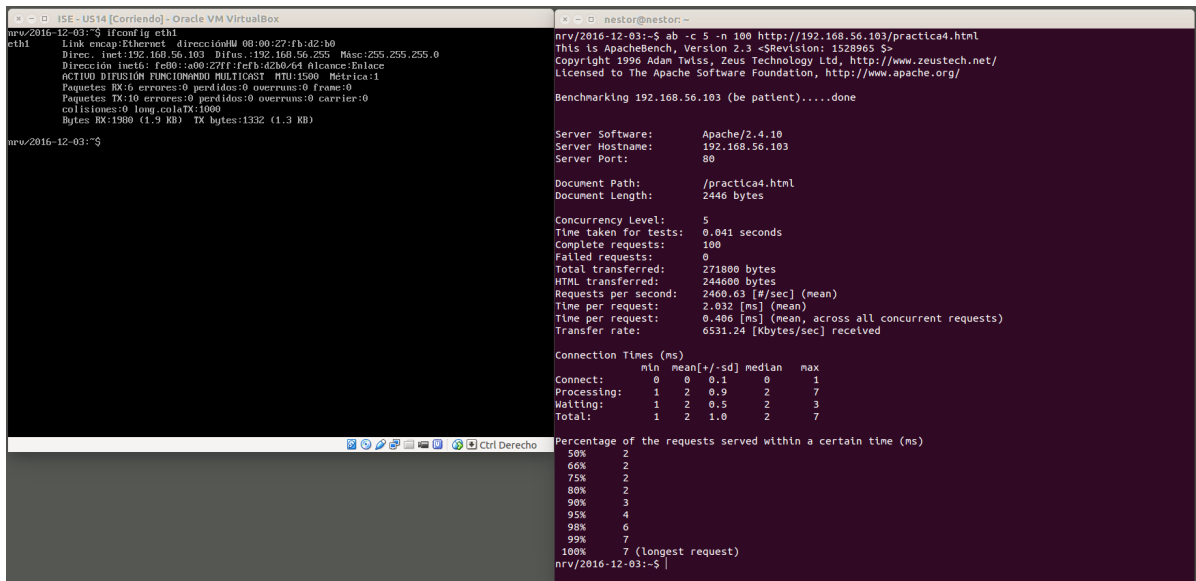 ISE - US14 [Corriendo] - Oracle VM VirtualBox
nrv/2016-12-03:~$ ifconfig eth1
eth1 Link encap:Ethernet direcciónHW 08:00:27:fb:d2:b0
Direc. inet:192.168.56.103 Difus.:192.168.56.255 Másc:255.255.255.0
Dirección inet6: fe80::a00:27ff:fefb:d2b0/64 Alcance:Enlace
ACTIVO DIFUSIÓN FUNCIONANDO MULTICAST MTU:1500 Métrica:1
Paquetes RX:6 errores:0 perdidos:0 overruns:0 frame:0
Paquetes TX:10 errores:0 perdidos:0 overruns:0 carrier:0
colisiones:0 long.colaTX:1000
Bytes RX:1980 (1.9 KB) TX bytes:1332 (1.3 KB)
nrv/2016-12-03:~$
Ctrl Derecho
nestor@nestor: ~
nrv/2016-12-03:~$ ab -c 5 -n 100 http://192.168.56.103/practica4.html
This is ApacheBench, Version 2.3 <$Revision: 1528965 $>
Copyright 1996 Adam Twiss, Zeus Technology Ltd, http://www.zeustech.net/
Licensed to The Apache Software Foundation, http://www.apache.org/
Benchmarking 192.168.56.103 (be patient).....done
Server Software: Apache/2.4.10
Server Hostname: 192.168.56.103
Server Port: 80
Document Path: /practica4.html
Document Length: 2446 bytes
Concurrency Level: 5
Time taken for tests: 0.041 seconds
Complete requests: 100
Failed requests: 0
Total transferred: 271800 bytes
HTML transferred: 244600 bytes
Requests per second: 2460.63 [#/sec] (mean)
Time per request: 2.032 [ms] (mean)
Time per request: 0.406 [ms] (mean, across all concurrent requests)
Transfer rate: 6531.24 [Kbytes/sec] received
Connection Times (ms)
min mean[+/-sd] median max
Connect: 0 0 0.1 0 1
Processing: 1 2 0.9 2 7
Waiting: 1 2 0.5 2 3
Total: 1 2 1.0 2 7
Percentage of the requests served within a certain time (ms)
50% 2
66% 2
75% 2
80% 2
90% 3
95% 4
98% 6
99% 7
100% 7 (longest request)
nrv/2016-12-03:~$